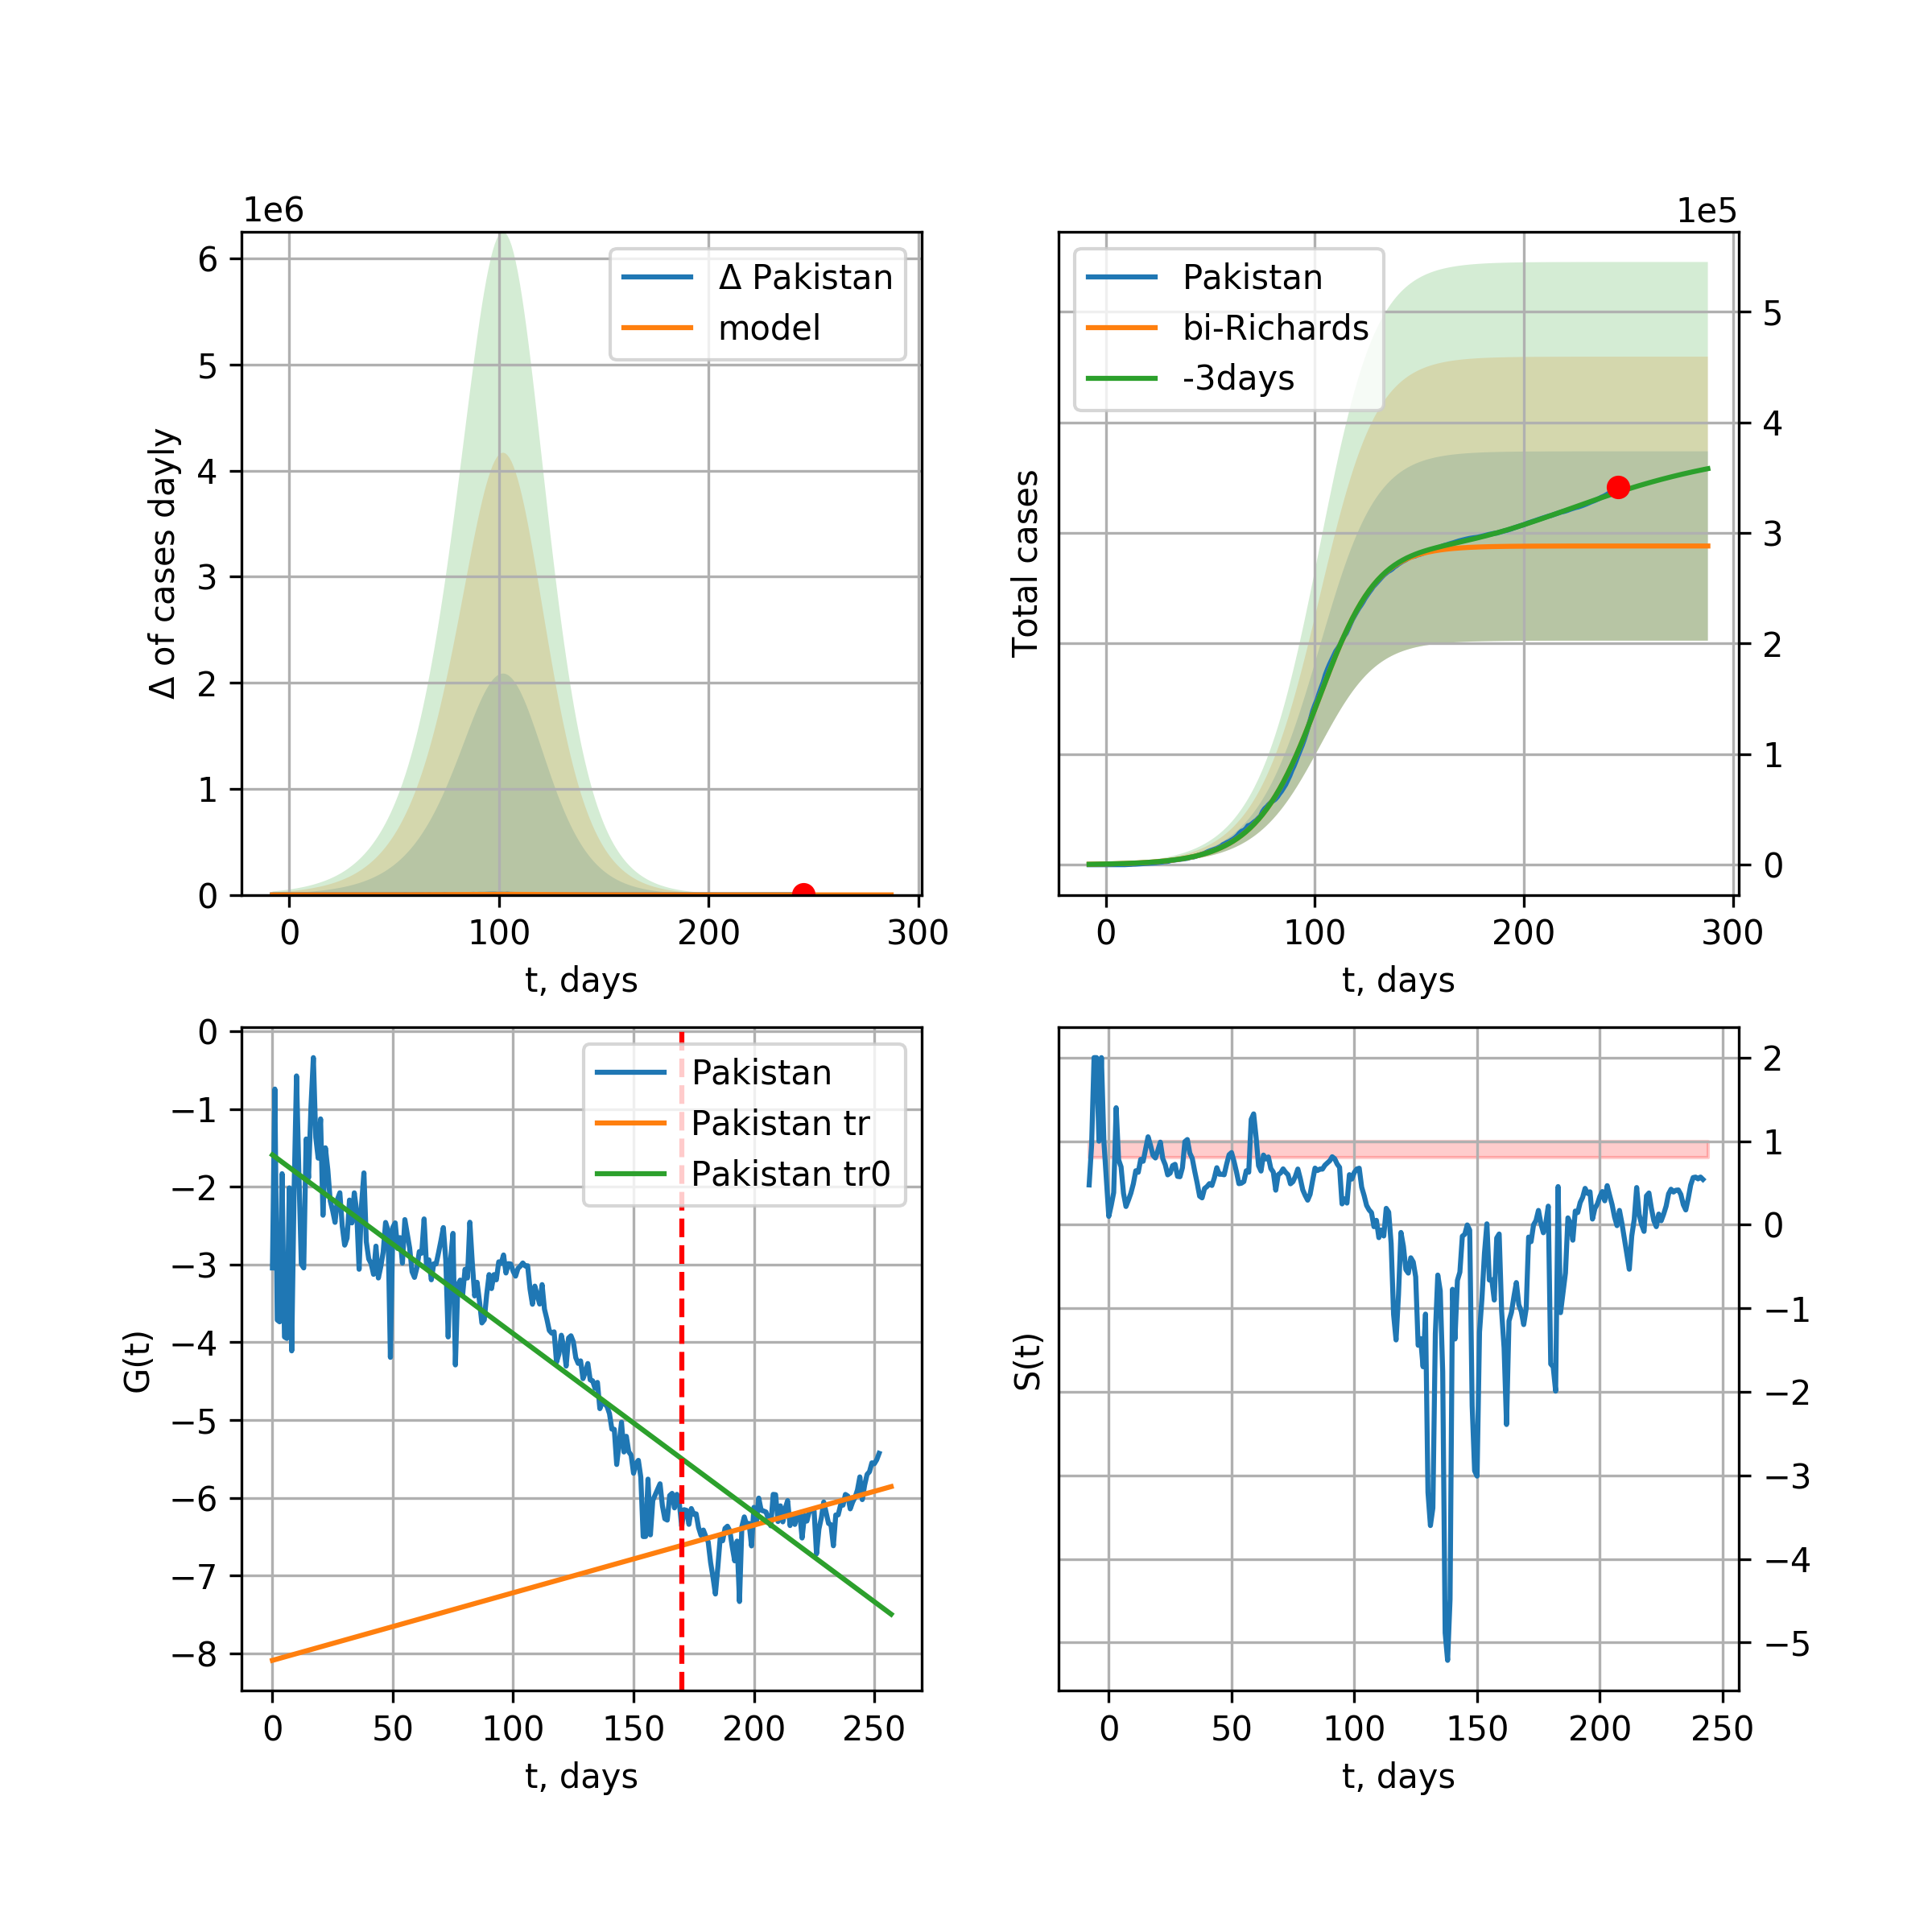 1e6
6
5
4
3
2
1
0
0 100 200 300
t, days
Δ of cases dayly
Δ Pakistan
model
1e5
5
4
3
2
1
0
0 100 200 300
t, days
Total cases
Pakistan
bi-Richards
-3days
0
−1
−2
−3
−4
−5
−6
−7
−8
0 50 100 150 200 250
t, days
G(t)
Pakistan
Pakistan tr
Pakistan tr0
2
1
0
−1
−2
−3
−4
−5
0 50 100 150 200 250
t, days
S(t)